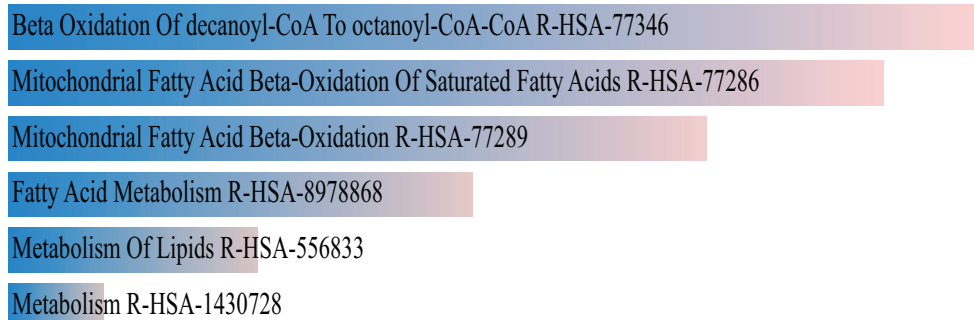 Beta Oxidation Of decanoyl-CoA To octanoyl-CoA-CoA R-HSA-77346
Mitochondrial Fatty Acid Beta-Oxidation Of Saturated Fatty Acids R-HSA-77286
Mitochondrial Fatty Acid Beta-Oxidation R-HSA-77289
Fatty Acid Metabolism R-HSA-8978868
Metabolism Of Lipids R-HSA-556833
Metabolism R-HSA-1430728